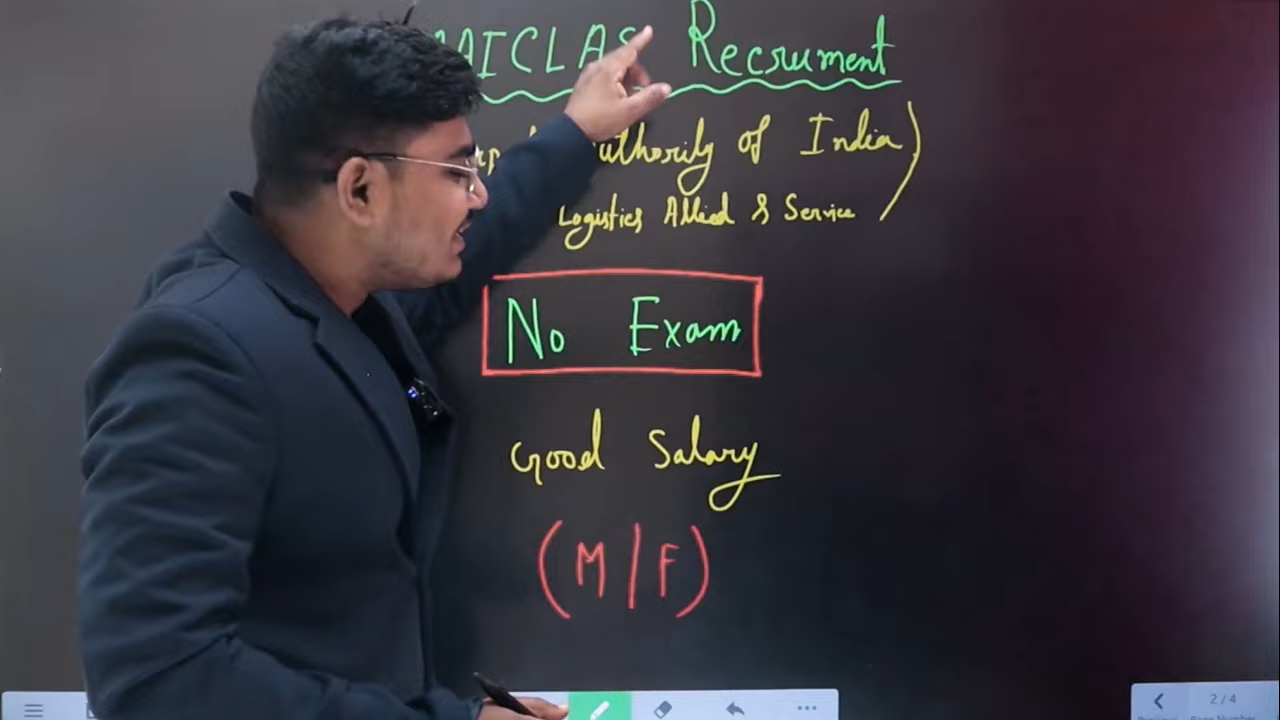 AICLAS Recrument
Authority of India)
Logistics Allied & Service
No Exam
Good Salary
(M/F)
2/4